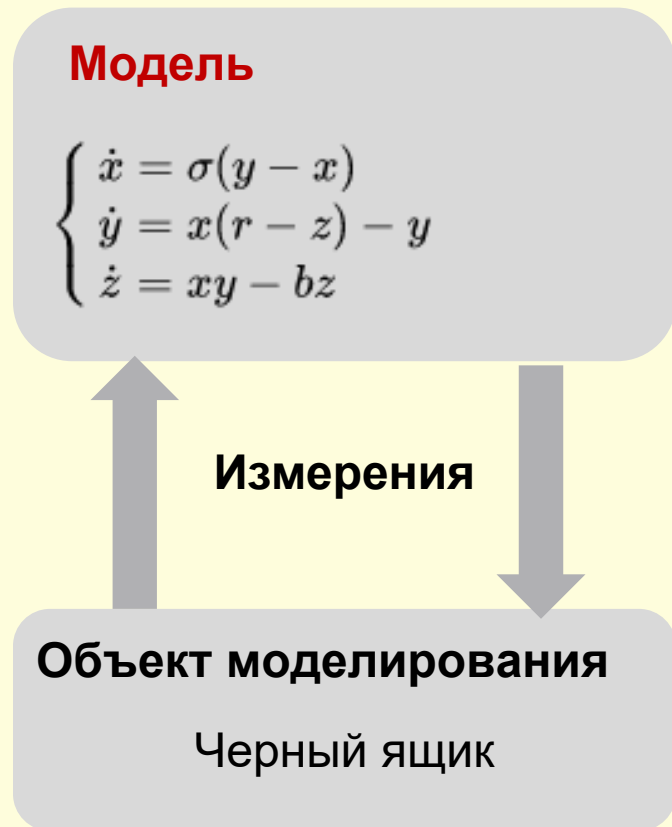 Модель
ẋ = σ(y − x)
ẏ = x(r − z) − y
ż = xy − bz
Измерения
Объект моделирования
Черный ящик